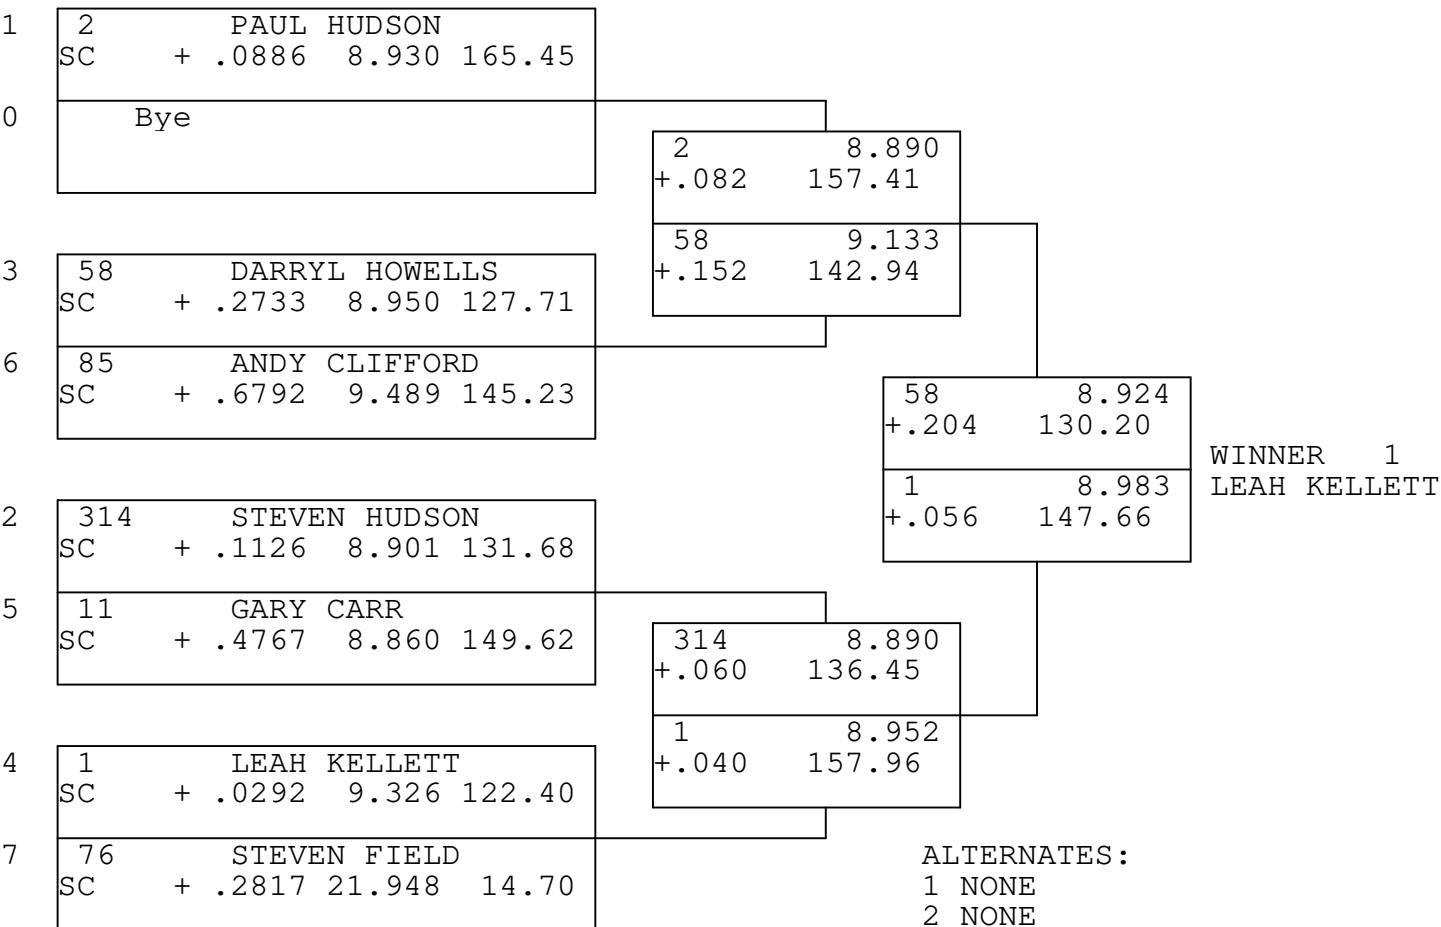 1 2 PAUL HUDSON
SC + .0886 8.930 165.45
0 Bye
2 8.890
+.082 157.41
58 9.133
+.152 142.94
3 58 DARRYL HOWELLS
SC + .2733 8.950 127.71
6 85 ANDY CLIFFORD
SC + .6792 9.489 145.23
58 8.924
+.204 130.20
WINNER 1
LEAH KELLETT
1 8.983
+.056 147.66
2 314 STEVEN HUDSON
SC + .1126 8.901 131.68
5 11 GARY CARR
SC + .4767 8.860 149.62
314 8.890
+.060 136.45
1 8.952
+.040 157.96
4 1 LEAH KELLETT
SC + .0292 9.326 122.40
7 76 STEVEN FIELD
SC + .2817 21.948 14.70
ALTERNATES:
1 NONE
2 NONE